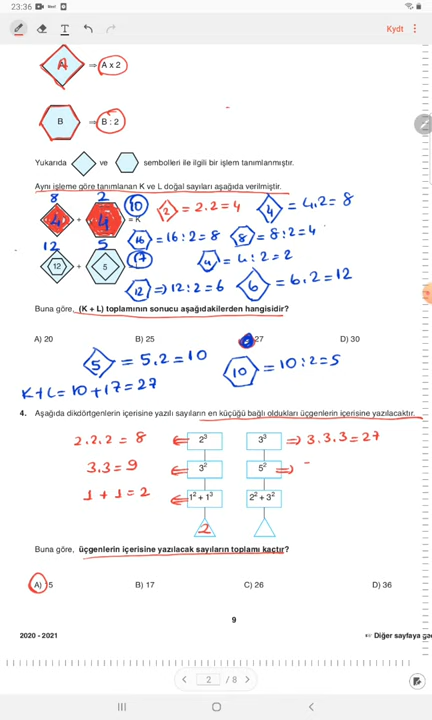 23:36
Kydt
A ⇒ A x 2
B ⇒ B : 2
Yukarıda ve sembolleri ile ilgili bir işlem tanımlanmıştır.
Aynı işleme göre tanımlanan K ve L doğal sayıları aşağıda verilmiştir.
8 2 10 2 = 2.2 = 4 4 = 4.2 = 8
4 + 4 = K
16 = 16 : 2 = 8 8 = 8 : 2 = 4
12 5 17 4 = 4 : 2 = 2
12 + 5
12 ⇒ 12 : 2 = 6 6 = 6.2 = 12
Buna göre, (K + L) toplamının sonucu aşağıdakilerden hangisidir?
A) 20 B) 25 27 D) 30
5 = 5.2 = 10 10 = 10 : 2 = 5
K+L = 10 + 17 = 27
4. Aşağıda dikdörtgenlerin içerisine yazılı sayıların en küçüğü bağlı oldukları üçgenlerin içerisine yazılacaktır.
2.2.2 = 8 ⇐ 2³ 3³ ⇒ 3.3.3 = 27
3.3 = 9 ⇐ 3² 5² ⇒
1 + 1 = 2 ⇐ 1² + 1³ 2² + 3²
2
Buna göre, üçgenlerin içerisine yazılacak sayıların toplamı kaçtır?
A) 15 B) 17 C) 26 D) 36
9
2020 - 2021 Diğer sayfaya ge
2 / 8